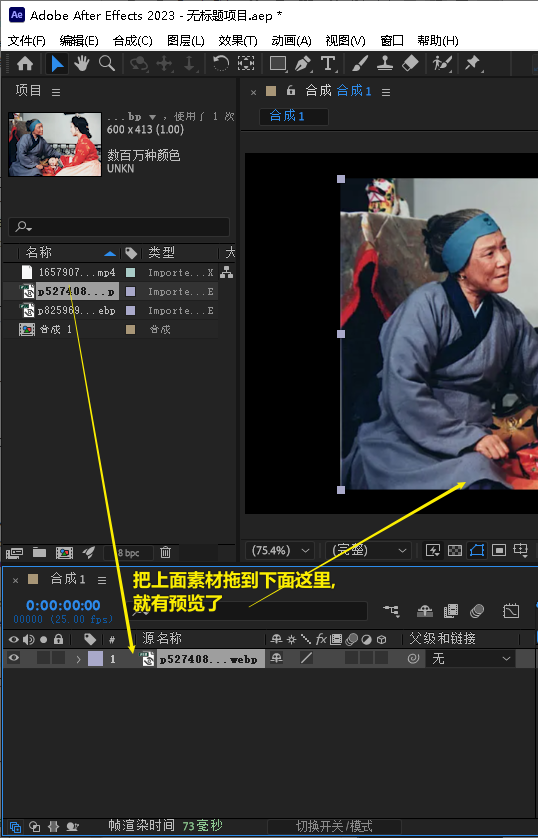 Adobe After Effects 2023 - 无标题项目.aep *
文件(F) 编辑(E) 合成(C) 图层(L) 效果(T) 动画(A) 视图(V) 窗口 帮助(H)
项目
合成 合成1
合成1
...bp ▼, 使用了 1 次
600 x 413 (1.00)
数百万种颜色
UNKN
名称 类型 大
1657907...mp4 Importe...X
p527408...p Importe...E
p825969...ebp Importe...E
合成 1 合成
8 bpc
(75.4%) (完整)
合成1
把上面素材拖到下面这里,
就有预览了
0:00:00:00
00000 (25.00 fps)
# 源名称 fx 父级和链接
1 p527408...webp 无
帧渲染时间 73毫秒 切换开关/模式